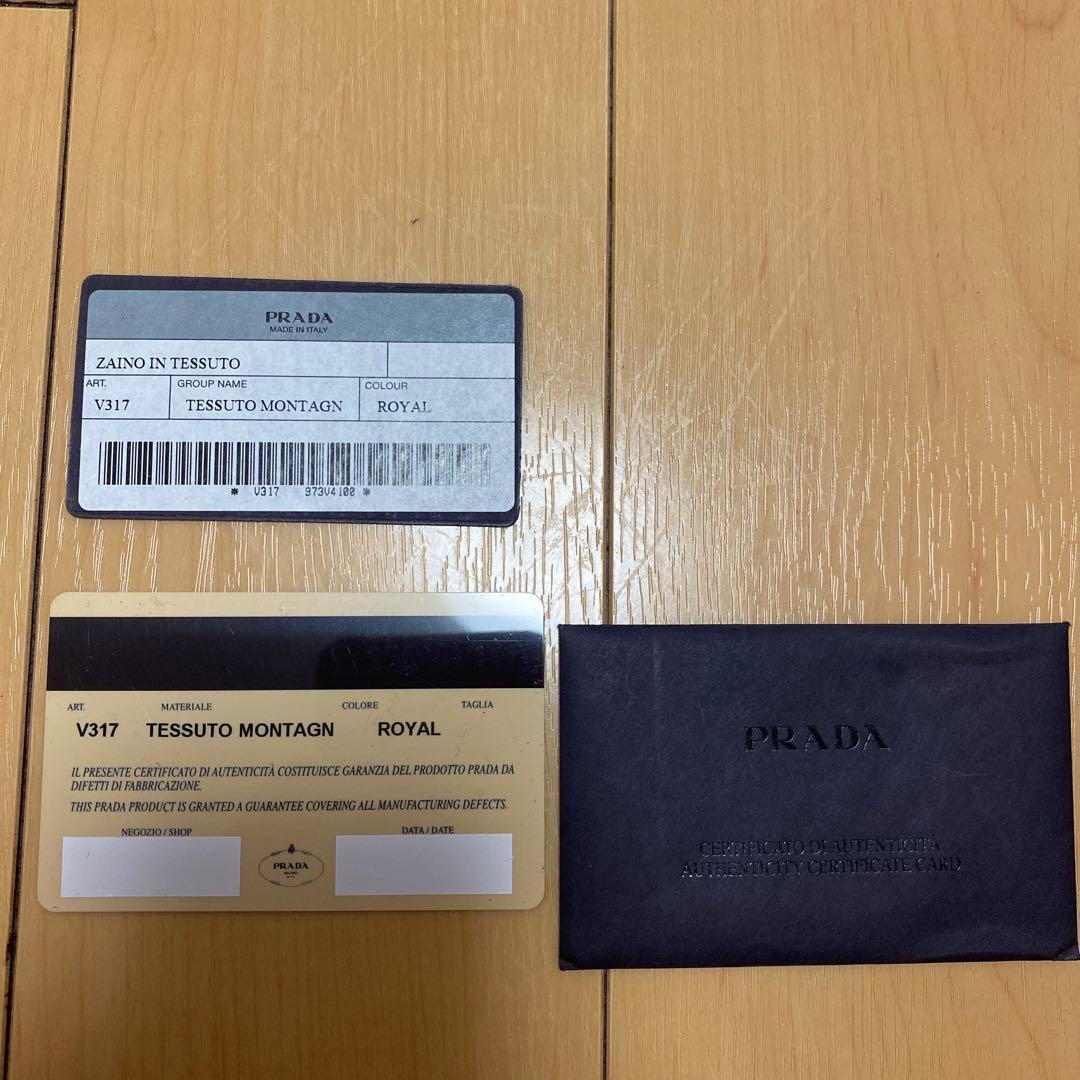 PRADA
MADE IN ITALY
ZAINO IN TESSUTO
ART. GROUP NAME COLOUR
V317 TESSUTO MONTAGN ROYAL
* V317 973V4100 *
ART. MATERIALE COLORE TAGLIA
V317 TESSUTO MONTAGN ROYAL
IL PRESENTE CERTIFICATO DI AUTENTICITÀ COSTITUISCE GARANZIA DEL PRODOTTO PRADA DA
DIFETTI DI FABBRICAZIONE.
THIS PRADA PRODUCT IS GRANTED A GUARANTEE COVERING ALL MANUFACTURING DEFECTS.
NEGOZIO / SHOP DATA / DATE
PRADA
MILANO
PRADA
CERTIFICATO DI AUTENTICITÀ
AUTHENTICITY CERTIFICATE CARD